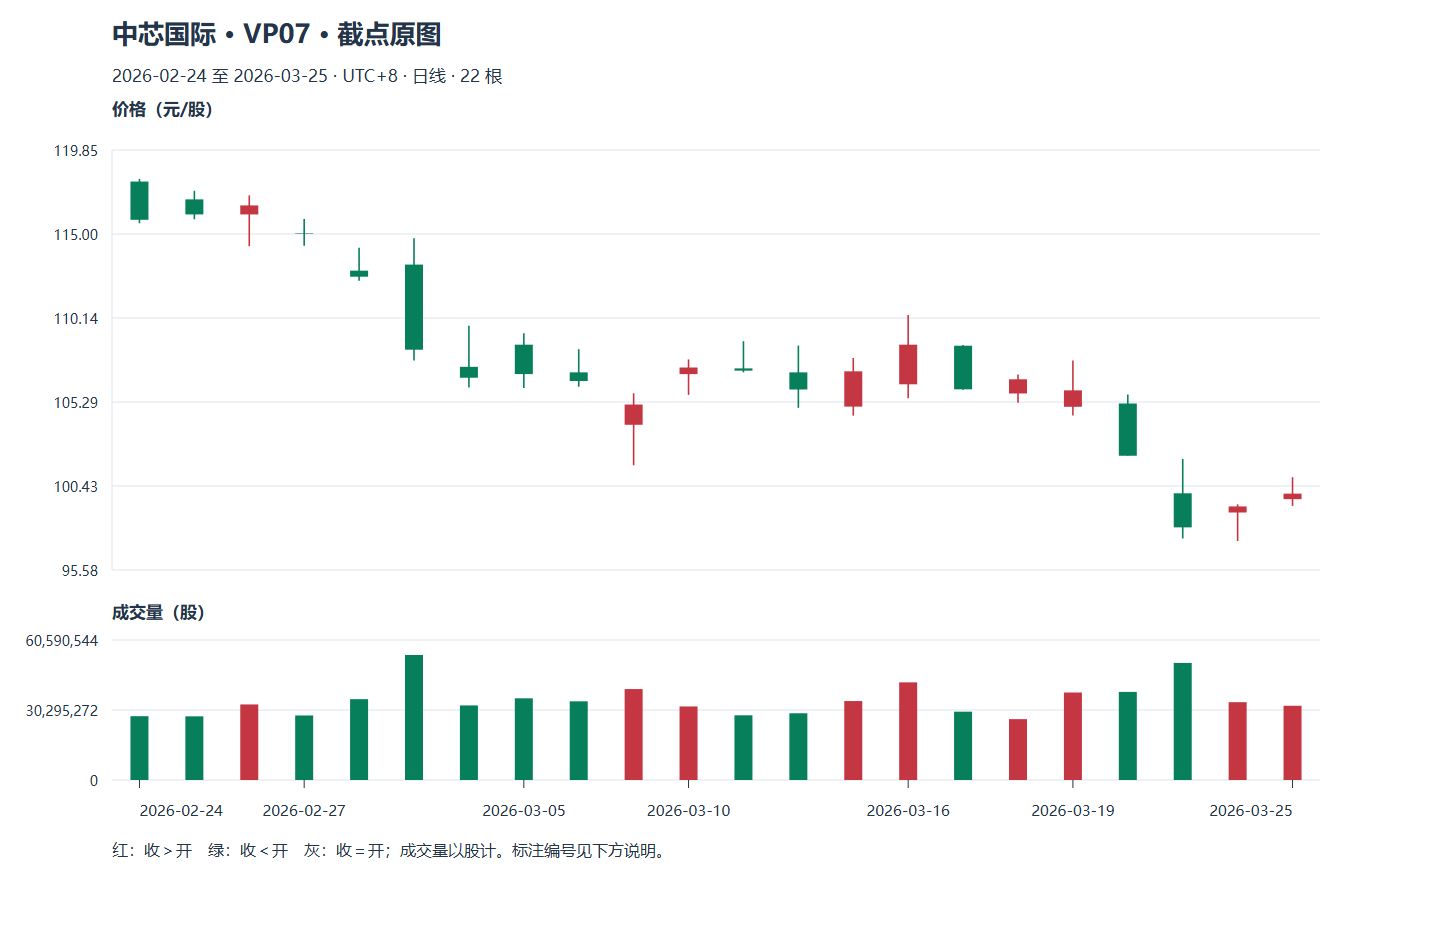 中芯国际 • VP07 • 截点原图
2026-02-24 至 2026-03-25 · UTC+8 · 日线 · 22 根
价格（元/股）
119.85
115.00
110.14
105.29
100.43
95.58
成交量（股）
60,590,544
30,295,272
0
2026-02-24 2026-02-27 2026-03-05 2026-03-10 2026-03-16 2026-03-19 2026-03-25
红：收 > 开 绿：收 < 开 灰：收 = 开；成交量以股计。标注编号见下方说明。